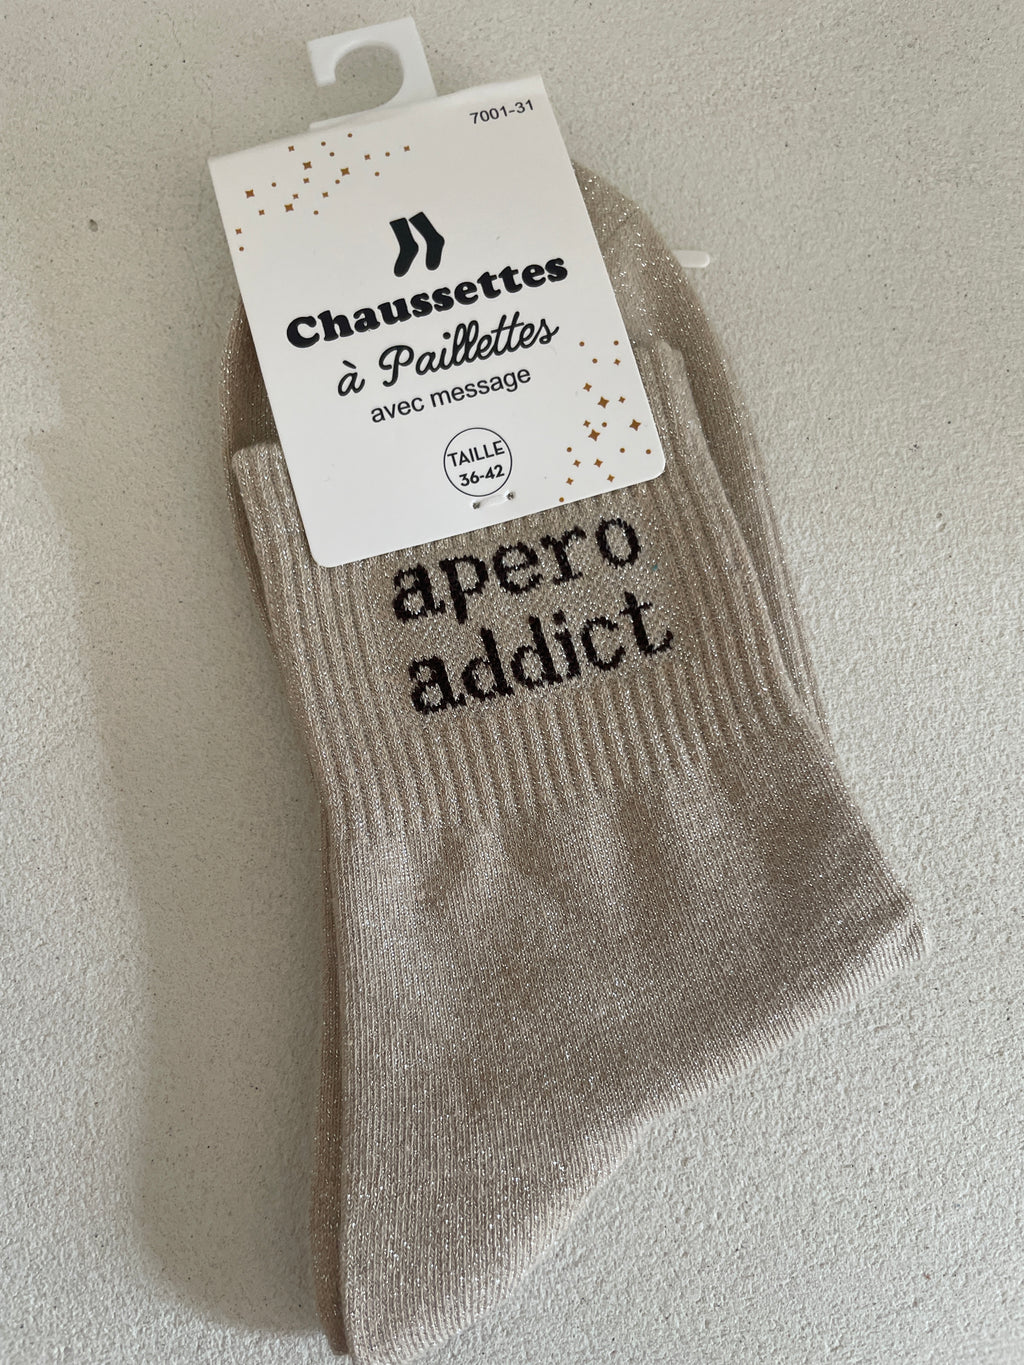 7001-31
Chaussettes
à Paillettes
avec message
TAILLE
36-42
apero
addict